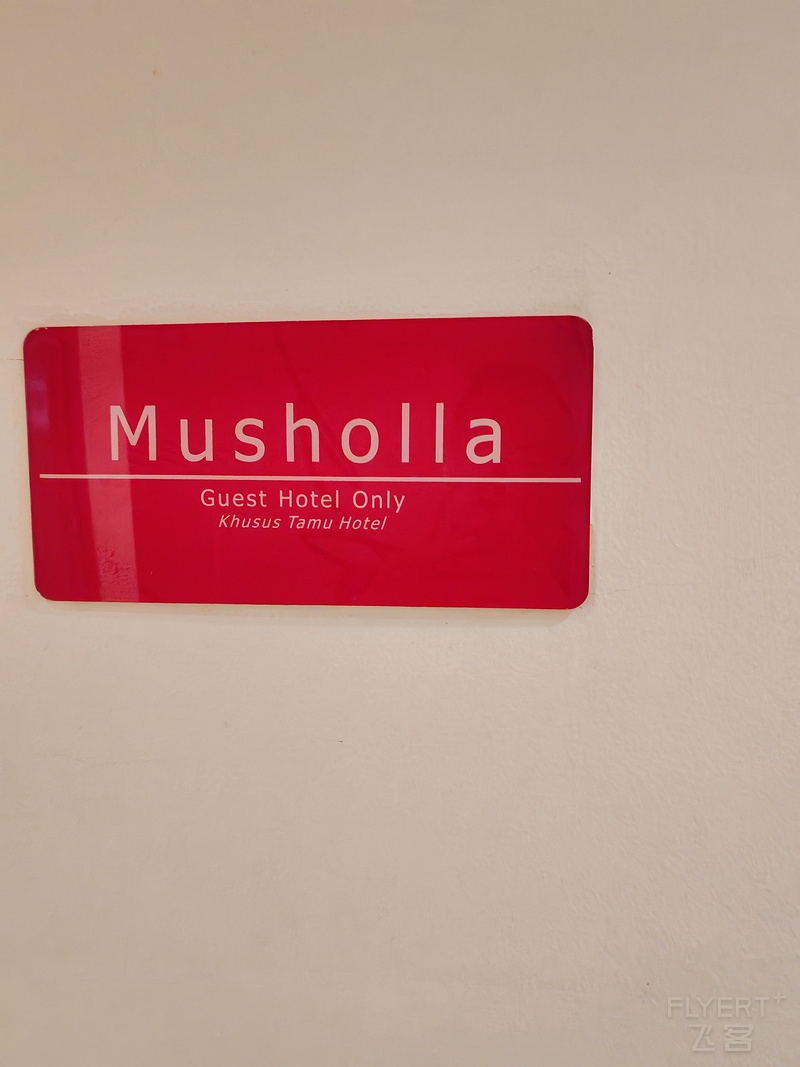 Musholla
Guest Hotel Only
Khusus Tamu Hotel
FLYERT+
飞客